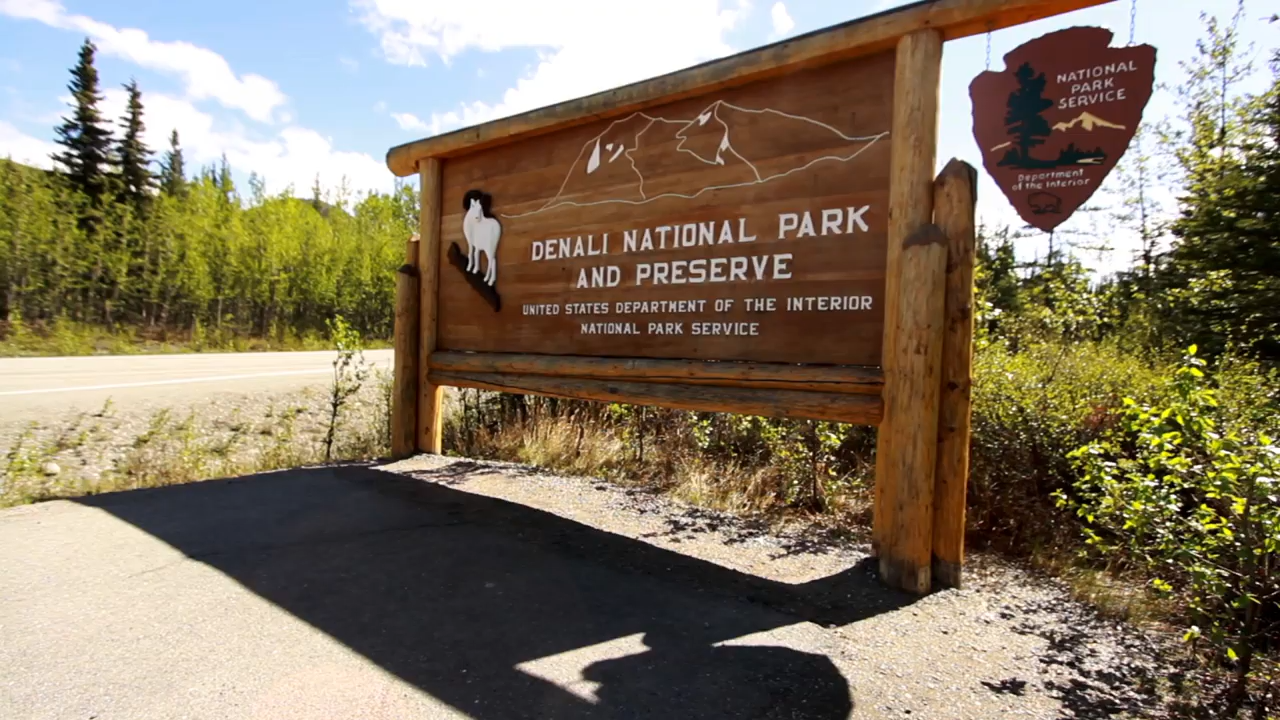 DENALI NATIONAL PARK
AND PRESERVE
UNITED STATES DEPARTMENT OF THE INTERIOR
NATIONAL PARK SERVICE
NATIONAL
PARK
SERVICE
Department
of the Interior